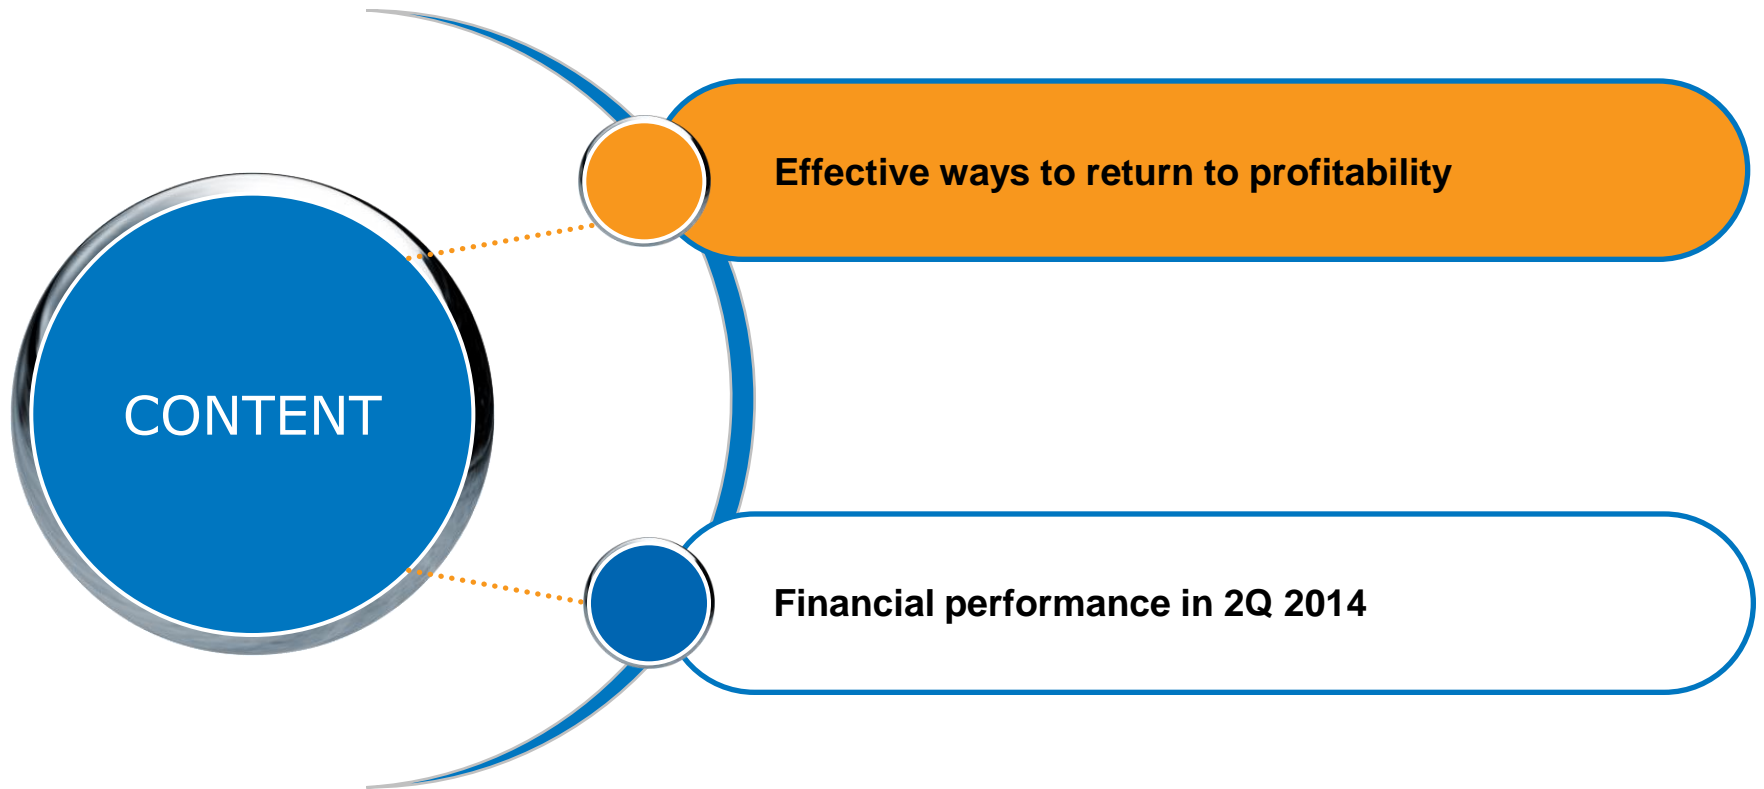 Effective ways to return to profitability
CONTENT
Financial performance in 2Q 2014